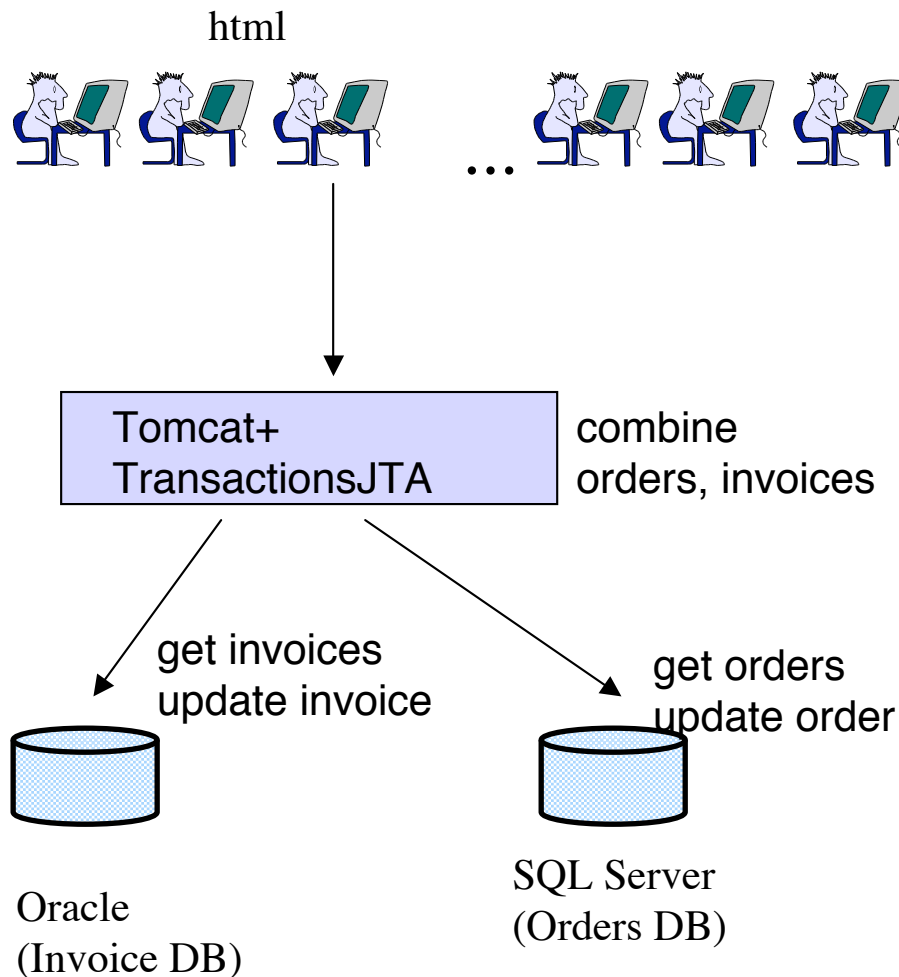 html
...
Tomcat+
TransactionsJTA
combine
orders, invoices
get invoices
update invoice
get orders
update order
Oracle
(Invoice DB)
SQL Server
(Orders DB)